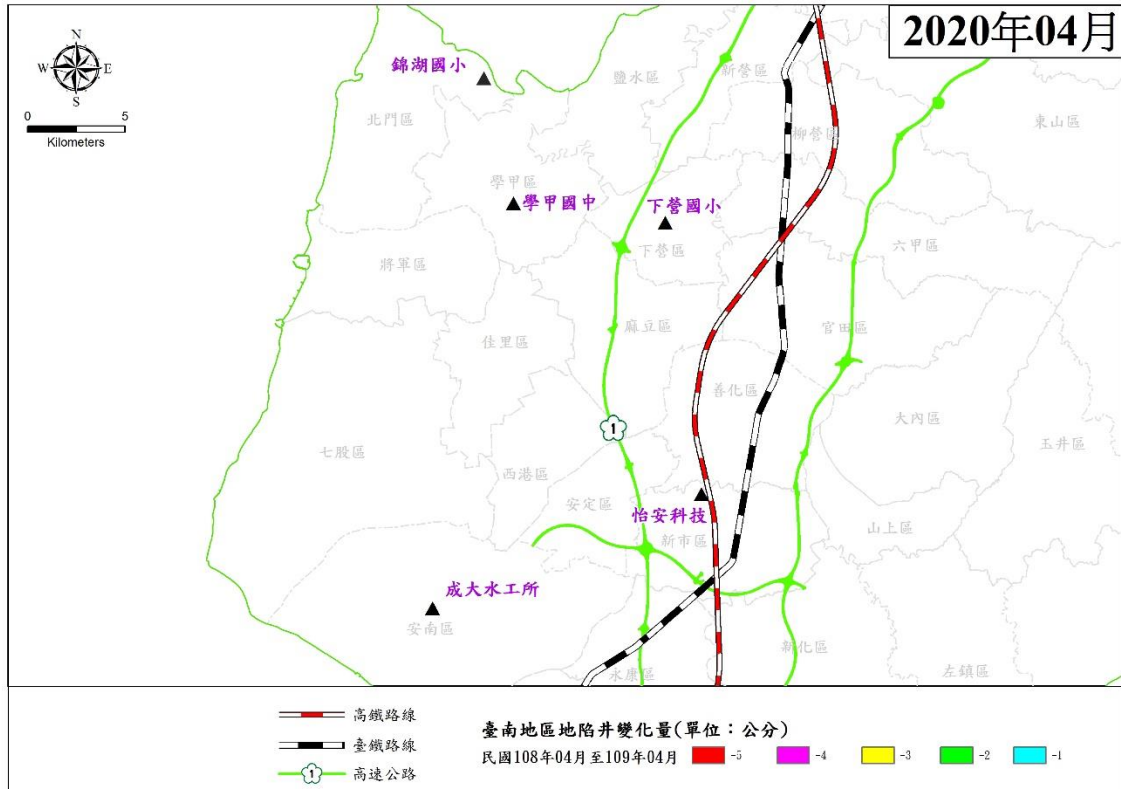 2020年04月
N
W
E
S
0
5
Kilometers
錦湖國小
鹽水區
新營區
東山區
北門區
柳營區
學甲區
學甲國中
下營國小
六甲區
將軍區
下營區
麻豆區
官田區
佳里區
善化區
大內區
玉井區
1
七股區
西港區
安定區
怡安科技
山上區
新市區
成大水工所
安南區
新化區
永康區
左鎮區
高鐵路線
臺鐵路線
1
高速公路
臺南地區地陷井變化量(單位：公分)
民國108年04月至109年04月
-5
-4
-3
-2
-1